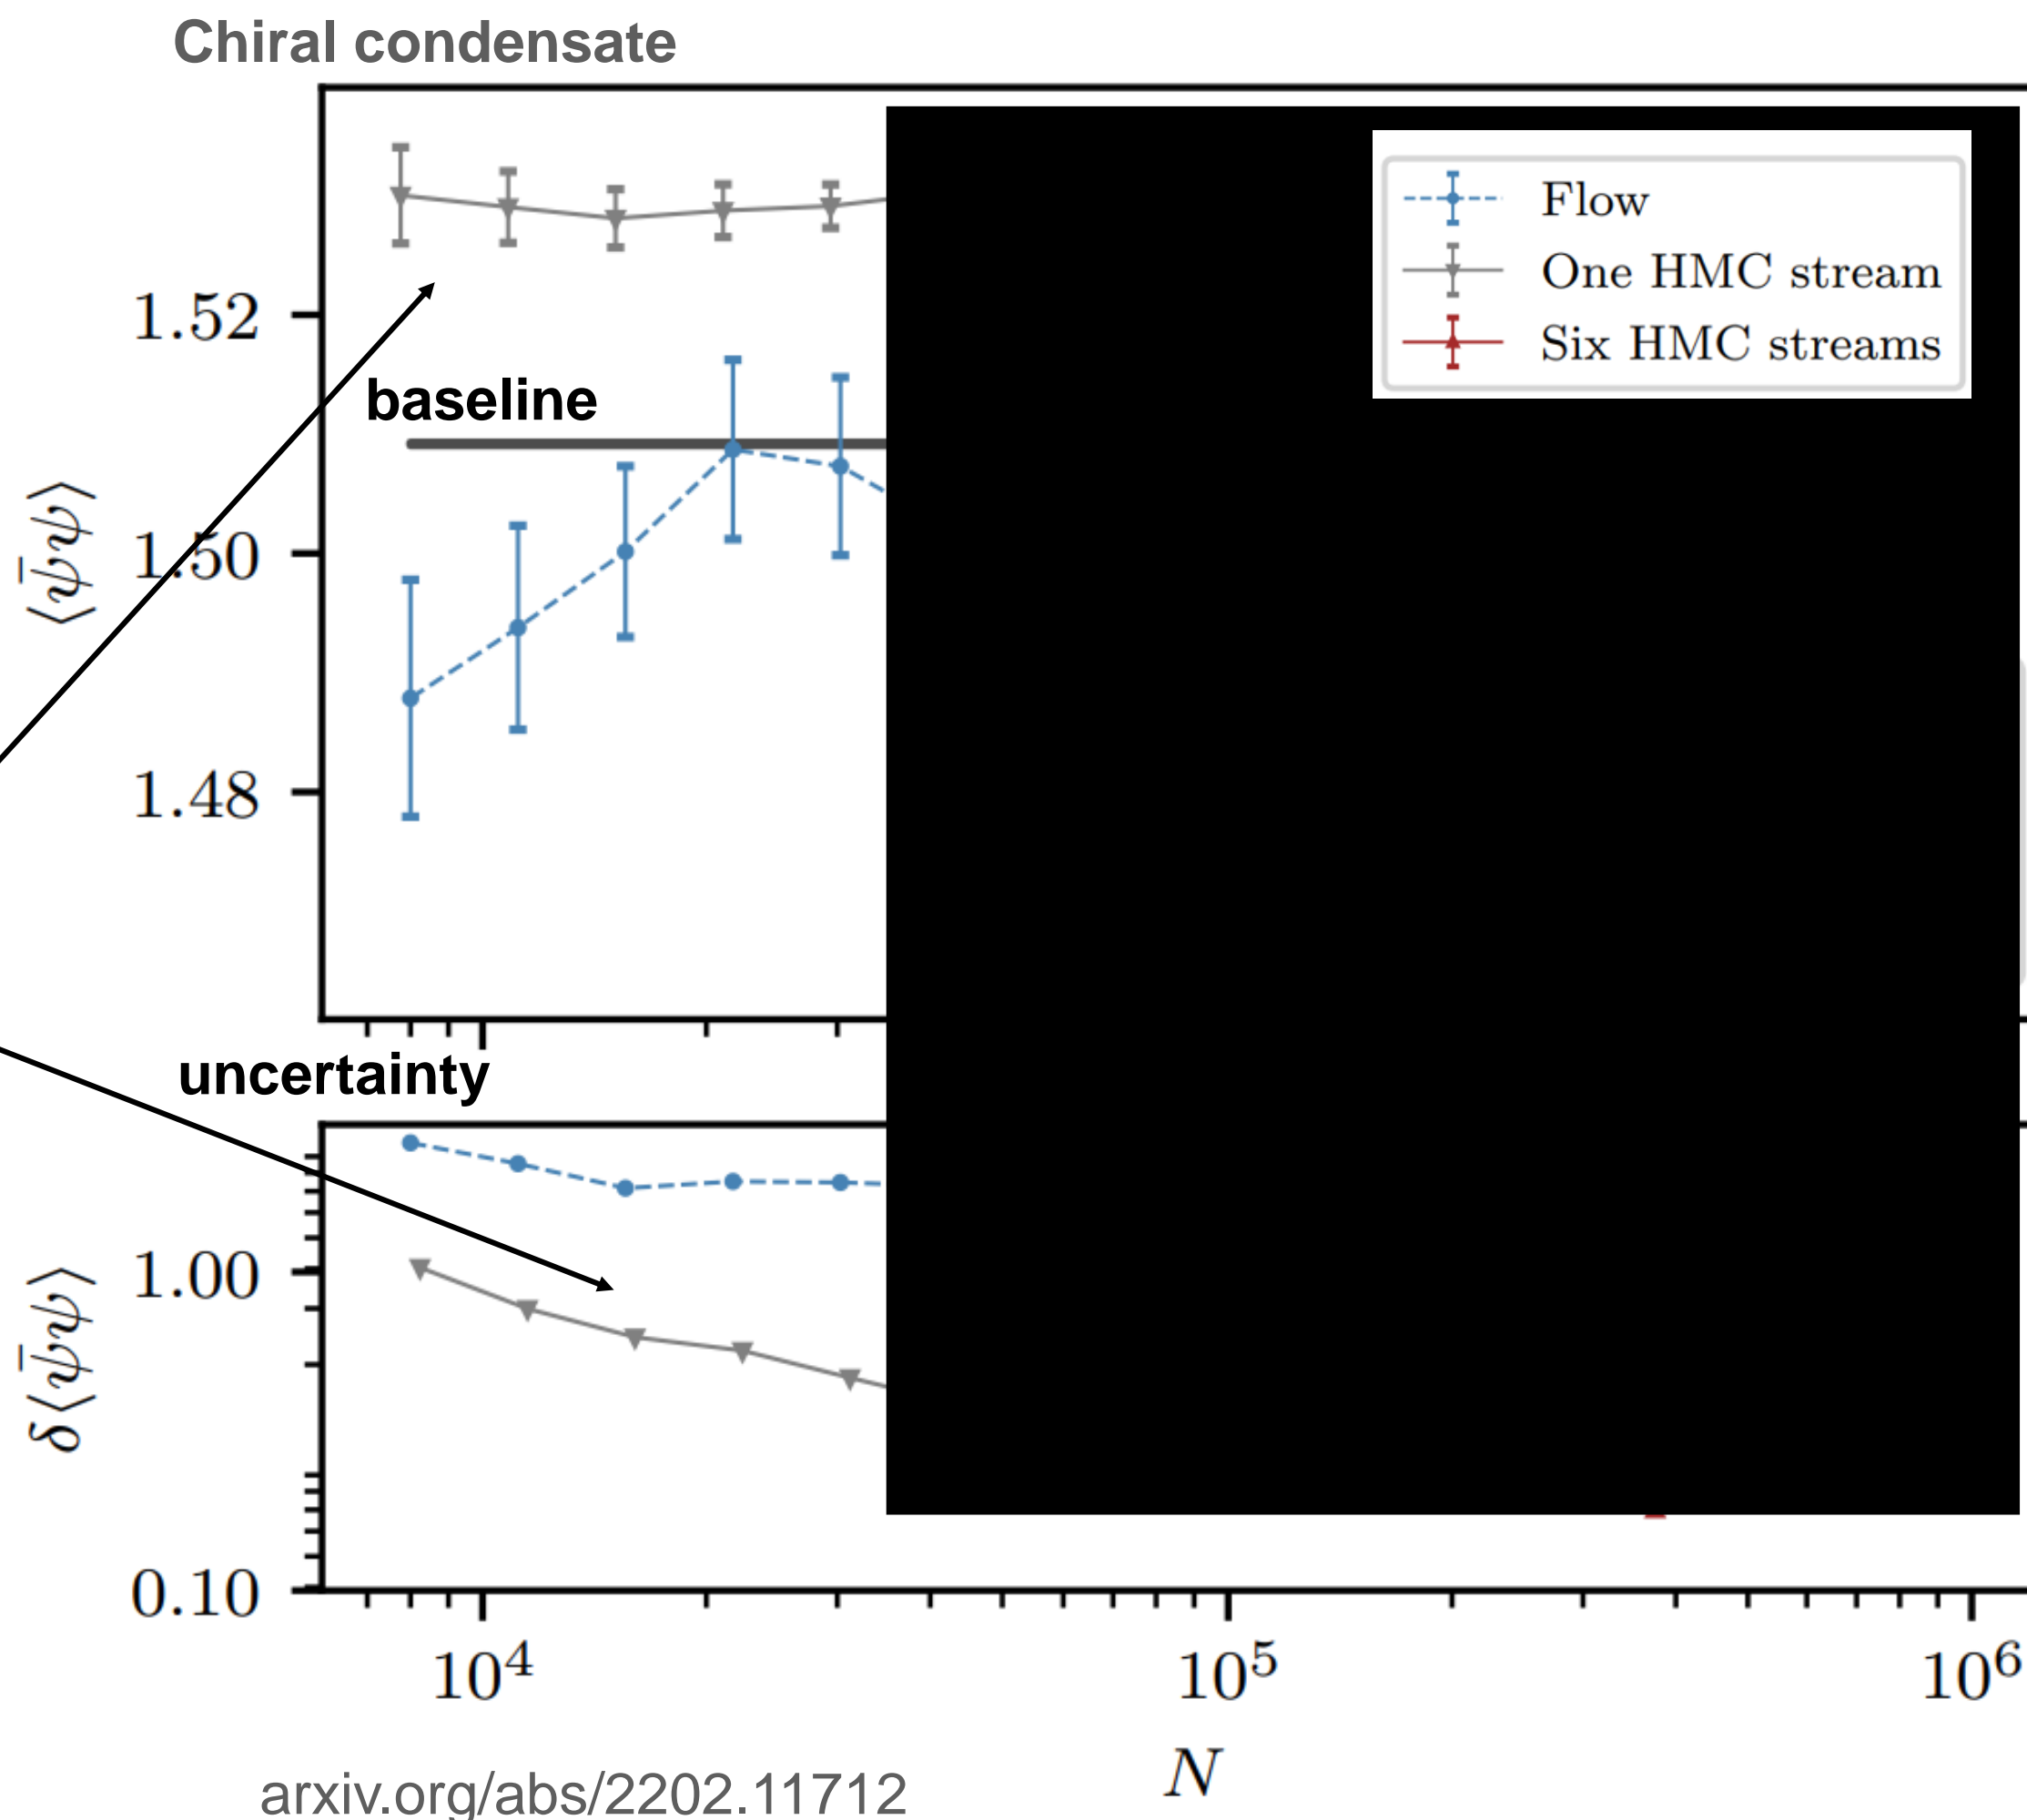 Chiral condensate
Flow
One HMC stream
Six HMC streams
1.52
baseline
⟨ψ̄ψ⟩
1.50
1.48
uncertainty
1.00
δ⟨ψ̄ψ⟩
0.10
10⁴ 10⁵ 10⁶
N
arxiv.org/abs/2202.11712